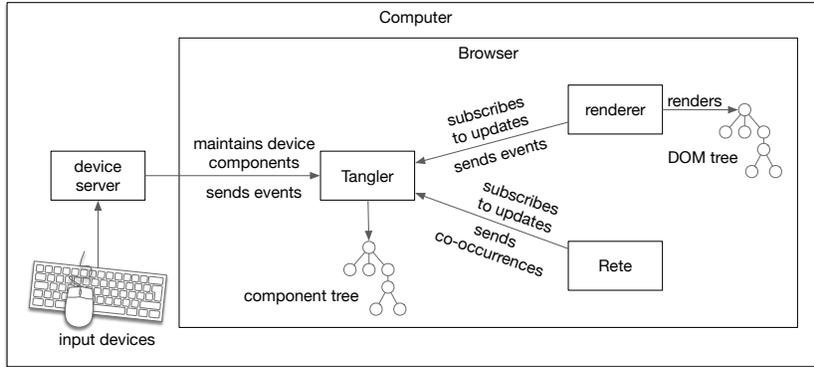 Computer
Browser
device
server
input devices
maintains device
components
sends events
Tangler
component tree
subscribes
to updates
sends events
renderer
renders
DOM tree
subscribes
to updates
sends
co-occurrences
Rete